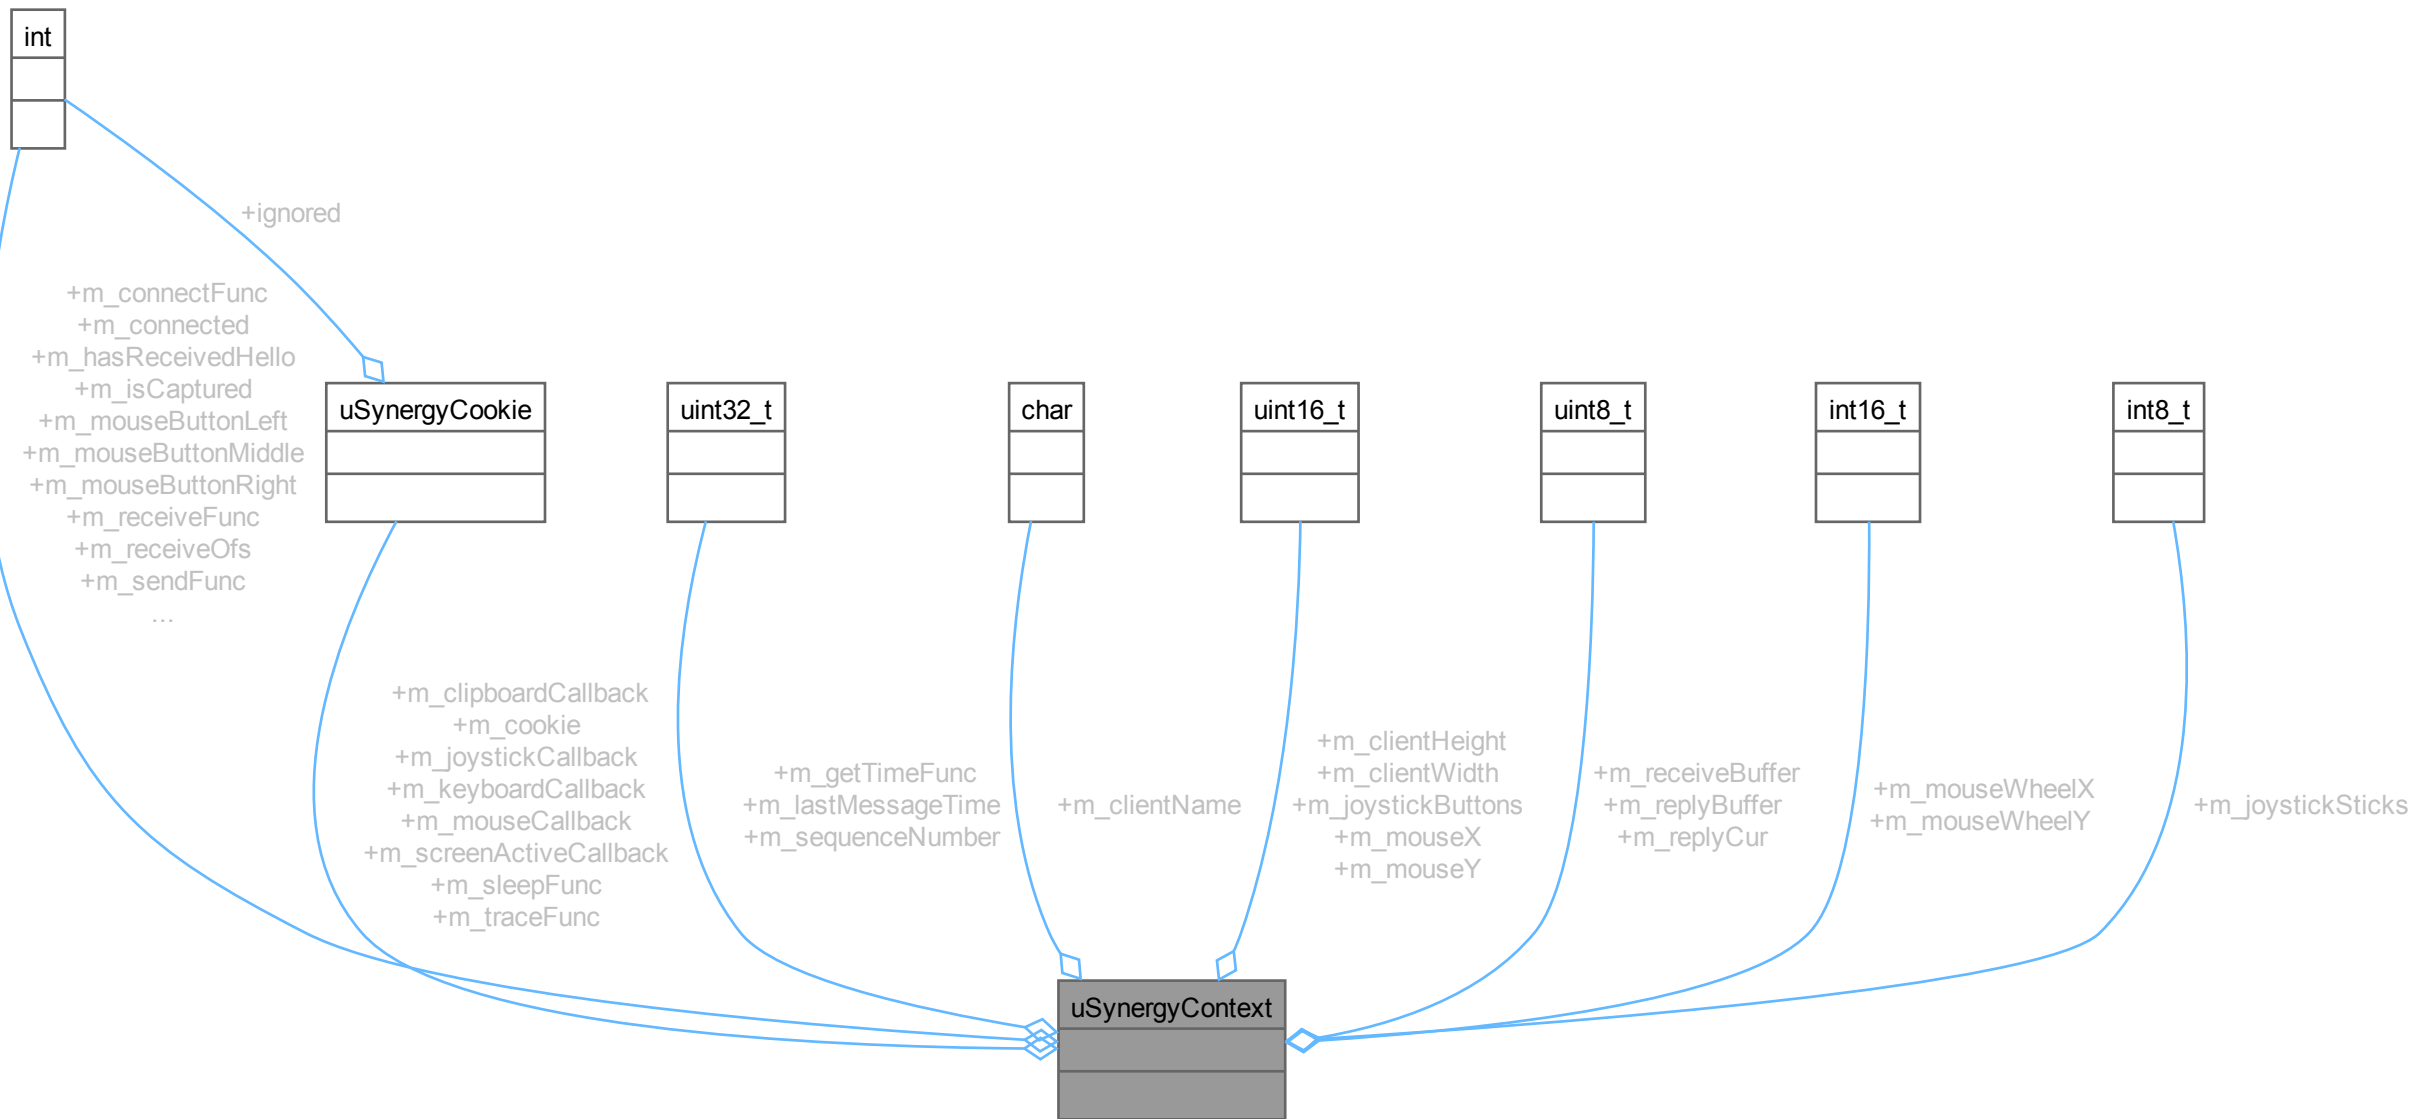 int
+ignored
+m_connectFunc
+m_connected
+m_hasReceivedHello
+m_isCaptured
+m_mouseButtonLeft
+m_mouseButtonMiddle
+m_mouseButtonRight
+m_receiveFunc
+m_receiveOfs
+m_sendFunc
...
uSynergyCookie
uint32_t
char
uint16_t
uint8_t
int16_t
int8_t
+m_clipboardCallback
+m_cookie
+m_joystickCallback
+m_keyboardCallback
+m_mouseCallback
+m_screenActiveCallback
+m_sleepFunc
+m_traceFunc
+m_getTimeFunc
+m_lastMessageTime
+m_sequenceNumber
+m_clientName
+m_clientHeight
+m_clientWidth
+m_joystickButtons
+m_mouseX
+m_mouseY
+m_receiveBuffer
+m_replyBuffer
+m_replyCur
+m_mouseWheelX
+m_mouseWheelY
+m_joystickSticks
uSynergyContext